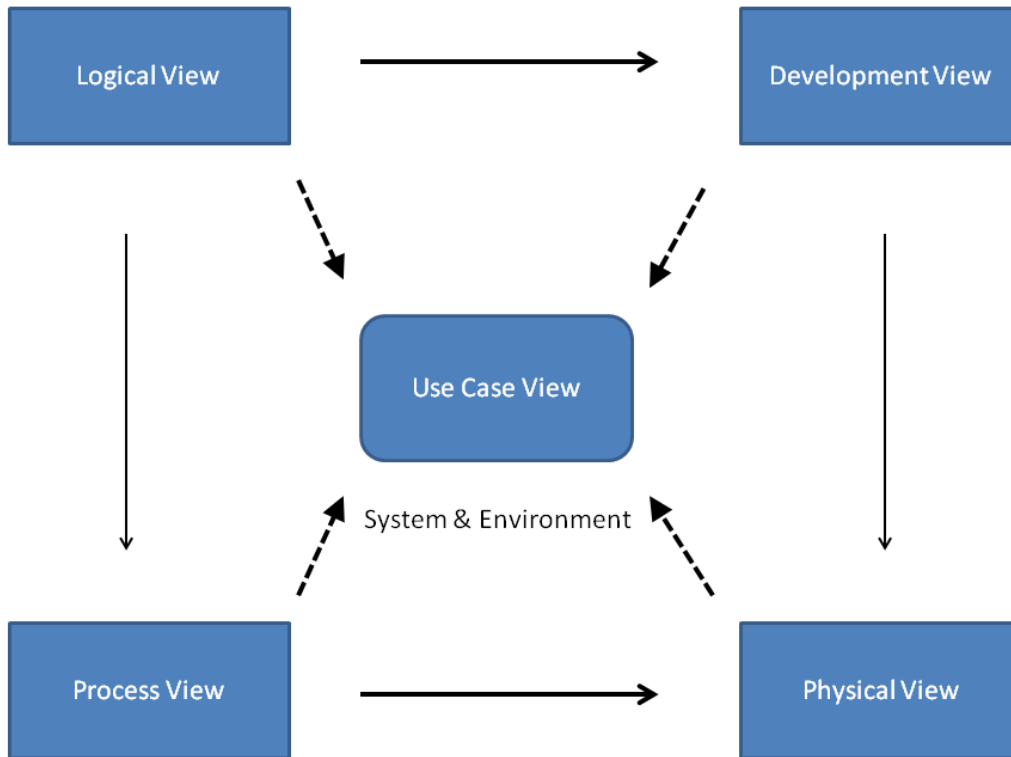 Logical View
Development View
Use Case View
System & Environment
Process View
Physical View